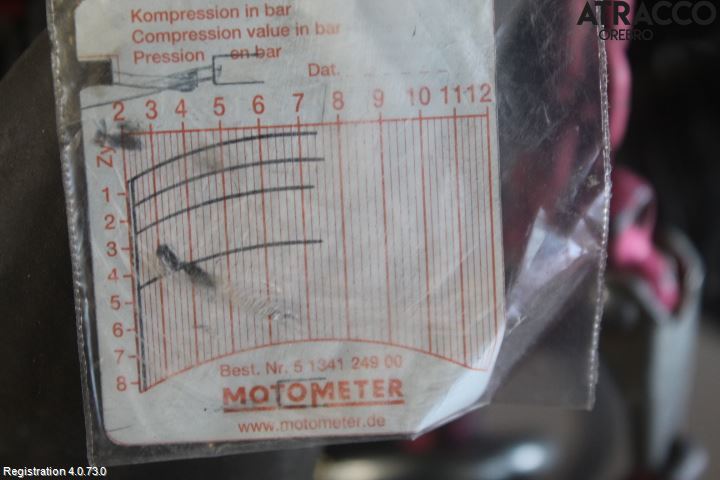 ATRACCO
ÖREBRO
Kompression in bar
Compression value in bar
Pression en bar
Dat.
2 3 4 5 6 7 8 9 10 11 12
Zyl
1
2
3
4
5
6
7
8
Best. Nr. 5 1341 249 00
MOTOMETER
www.motometer.de
Registration 4.0.73.0